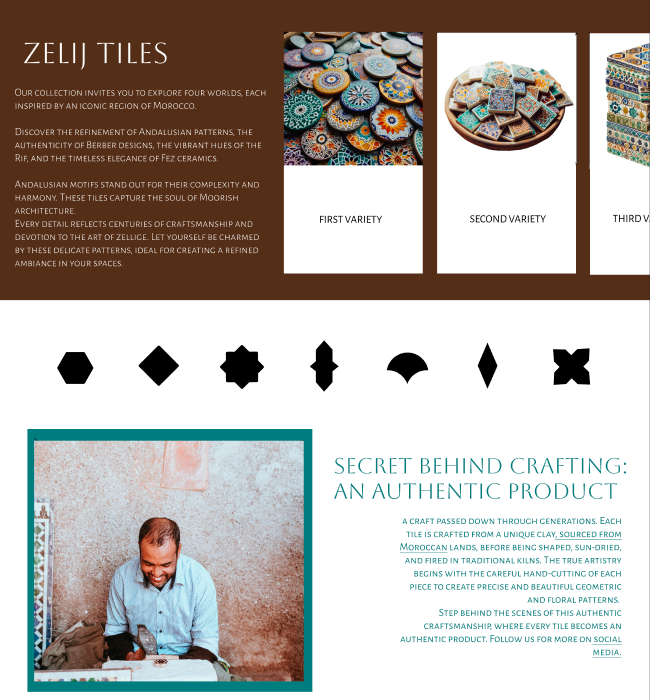 ZELIJ TILES
Our collection invites you to explore four worlds, each
inspired by an iconic region of Morocco.
Discover the refinement of Andalusian patterns, the
authenticity of Berber designs, the vibrant hues of the
Rif, and the timeless elegance of Fez ceramics.
Andalusian motifs stand out for their complexity and
harmony. These tiles capture the soul of Moorish
architecture.
Every detail reflects centuries of craftsmanship and
devotion to the art of zellige. Let yourself be charmed
by these delicate patterns, ideal for creating a refined
ambiance in your spaces.
FIRST VARIETY
SECOND VARIETY
THIRD V
SECRET BEHIND CRAFTING:
AN AUTHENTIC PRODUCT
a craft passed down through generations. Each
tile is crafted from a unique clay, sourced from
Moroccan lands, before being shaped, sun-dried,
and fired in traditional kilns. The true artistry
begins with the careful hand-cutting of each
piece to create precise and beautiful geometric
and floral patterns.
Step behind the scenes of this authentic
craftsmanship, where every tile becomes an
authentic product. Follow us for more on social
media.